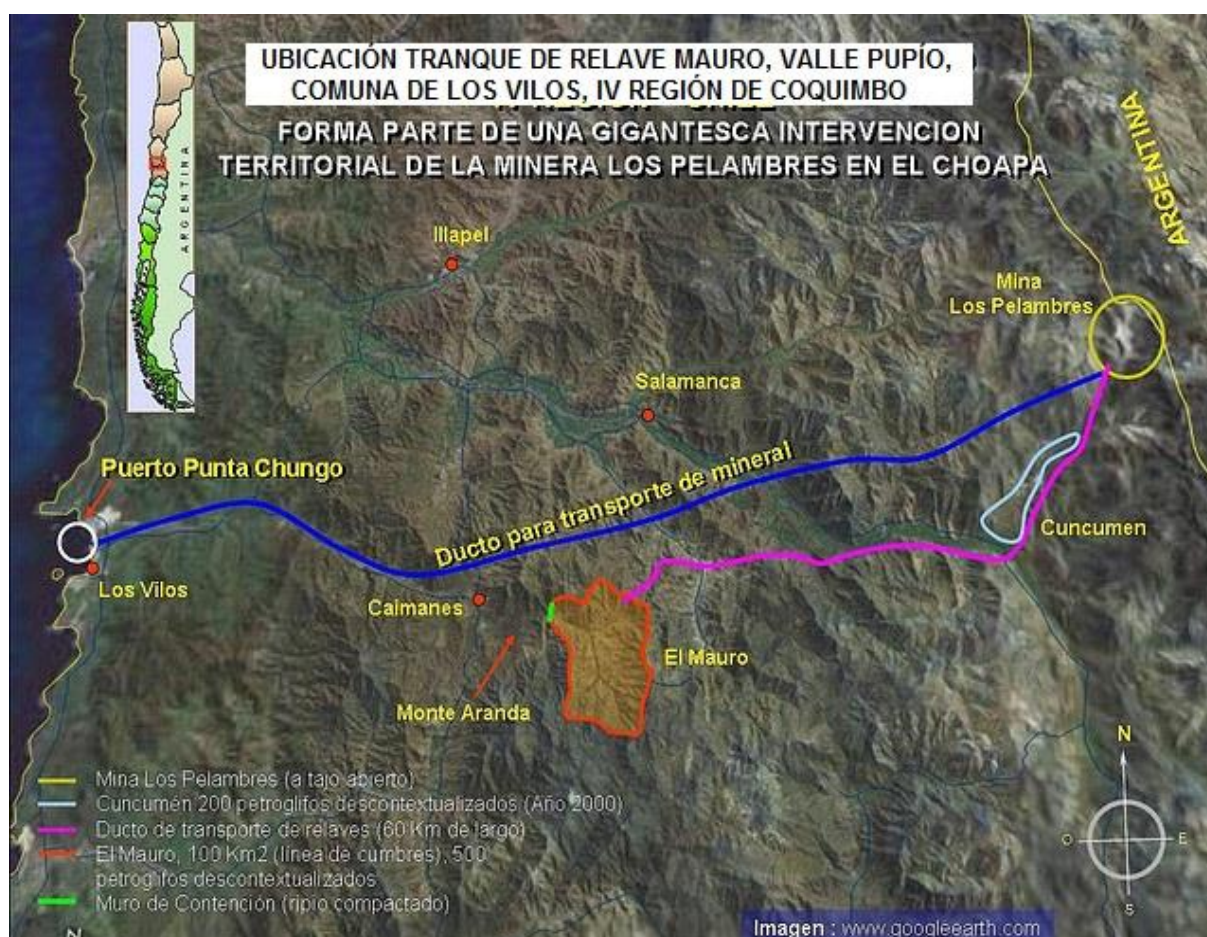 UBICACIÓN TRANQUE DE RELAVE MAURO, VALLE PUPÍO,
COMUNA DE LOS VILOS, IV REGIÓN DE COQUIMBO
FORMA PARTE DE UNA GIGANTESCA INTERVENCION
TERRITORIAL DE LA MINERA LOS PELAMBRES EN EL CHOAPA
ARGENTINA
ARGENTINA
Illapel
Mina
Los Pelambres
Salamanca
Puerto Punta Chungo
Ducto para transporte de mineral
Cuncumen
Los Vilos
Caimanes
El Mauro
Monte Aranda
N
O
E
S
Mina Los Pelambres (a tajo abierto)
Cuncumén 200 petroglifos descontextualizados (Año 2000)
Ducto de transporte de relaves (60 Km de largo)
El Mauro, 100 Km2 (línea de cumbres), 500
petroglifos descontextualizados
Muro de Contención (ripio compactado)
N
Imagen : www.googleearth.com